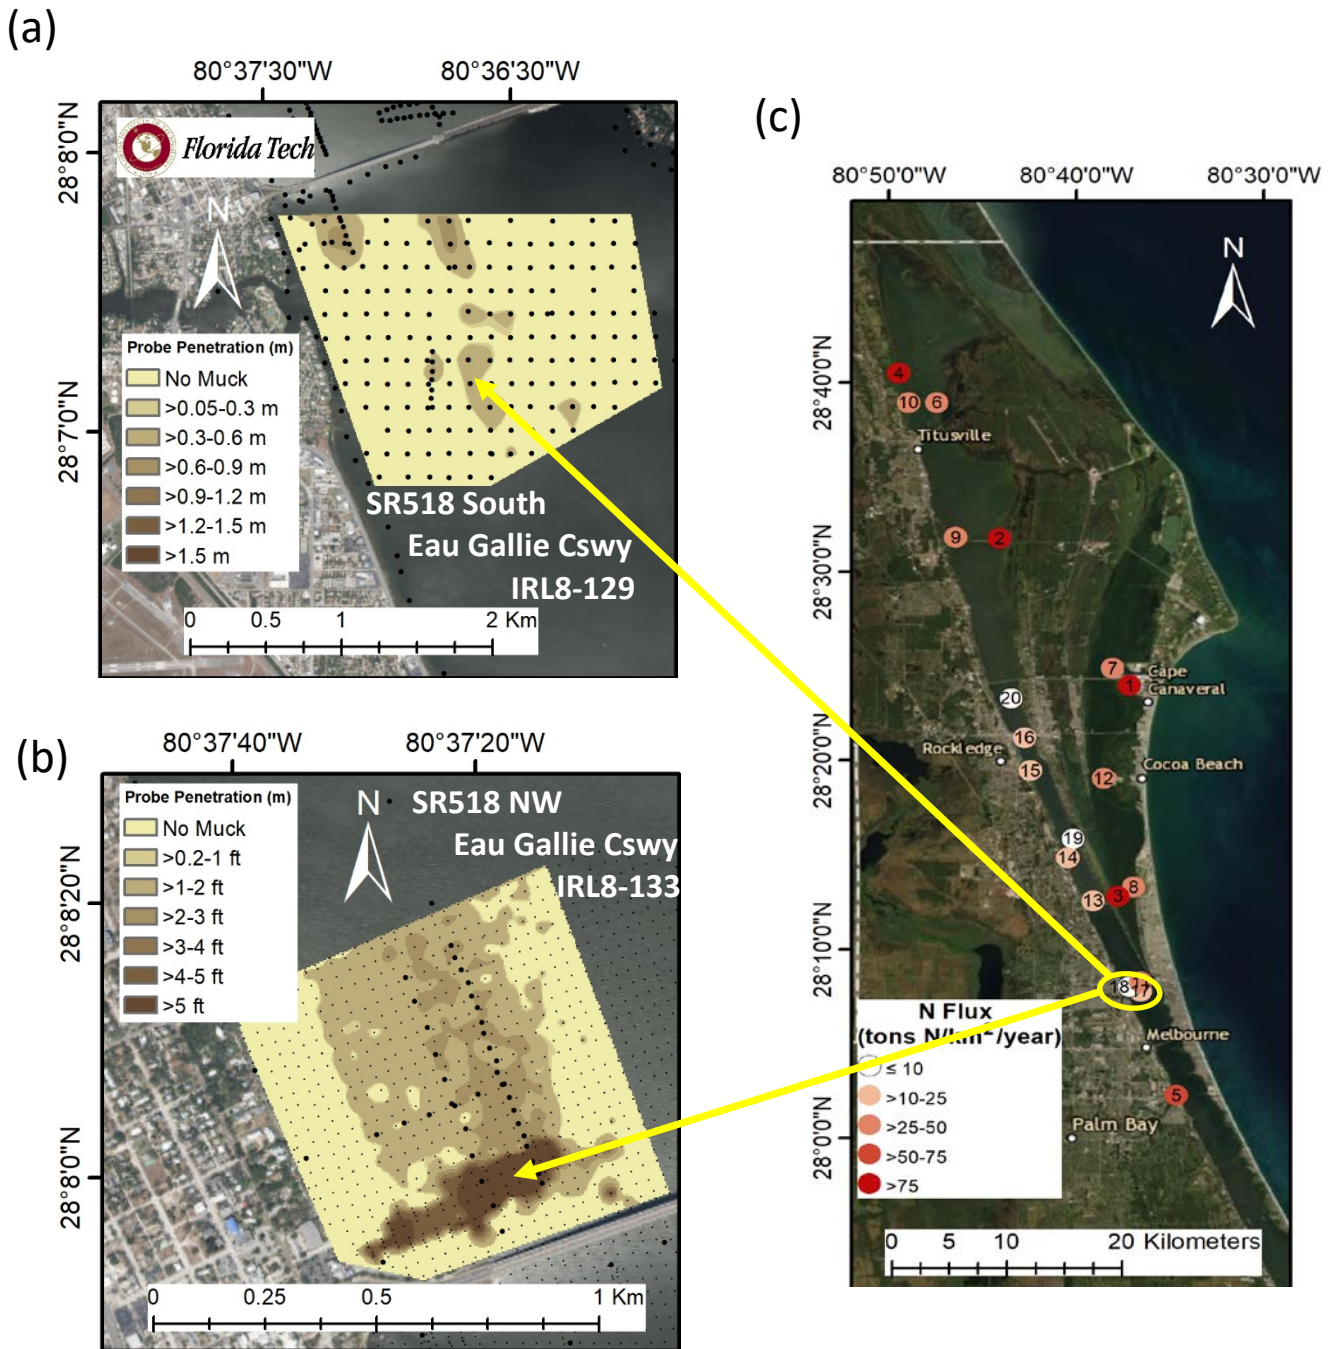 (a)
80°37'30"W
80°36'30"W
28°8'0"N
28°7'0"N
Florida Tech
N
Probe Penetration (m)
No Muck
>0.05-0.3 m
>0.3-0.6 m
>0.6-0.9 m
>0.9-1.2 m
>1.2-1.5 m
>1.5 m
SR518 South
Eau Gallie Cswy
IRL8-129
0 0.5 1 2 Km
(b)
80°37'40"W
80°37'20"W
28°8'20"N
28°8'0"N
Probe Penetration (m)
No Muck
>0.2-1 ft
>1-2 ft
>2-3 ft
>3-4 ft
>4-5 ft
>5 ft
N
SR518 NW
Eau Gallie Cswy
IRL8-133
0 0.25 0.5 1 Km
(c)
80°50'0"W
80°40'0"W
80°30'0"W
28°40'0"N
28°30'0"N
28°20'0"N
28°10'0"N
28°0'0"N
N
4
10
6
Titusville
9
2
7
1
Cape
Canaveral
20
16
Rockledge
15
12
Cocoa Beach
19
14
8
3
13
18
17
Melbourne
5
Palm Bay
N Flux
(tons N/km²/year)
≤ 10
>10-25
>25-50
>50-75
>75
0 5 10 20 Kilometers